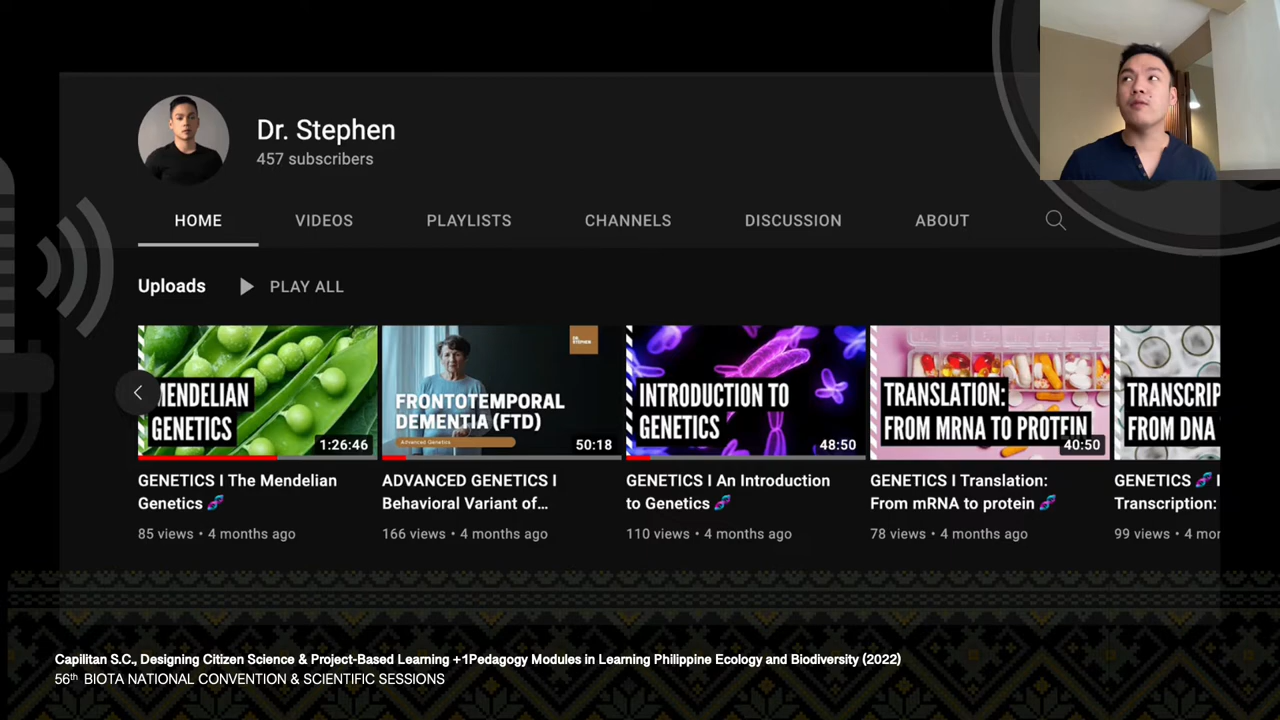 Dr. Stephen
457 subscribers
HOME VIDEOS PLAYLISTS CHANNELS DISCUSSION ABOUT
Uploads PLAY ALL
MENDELIAN
GENETICS
1:26:46
DR.
STEPHEN
FRONTOTEMPORAL
DEMENTIA (FTD)
Advanced Genetics
50:18
INTRODUCTION TO
GENETICS
48:50
TRANSLATION:
FROM MRNA TO PROTEIN
40:50
TRANSCRIP
FROM DNA
GENETICS I The Mendelian
Genetics 🧬
85 views • 4 months ago
ADVANCED GENETICS I
Behavioral Variant of...
166 views • 4 months ago
GENETICS I An Introduction
to Genetics 🧬
110 views • 4 months ago
GENETICS I Translation:
From mRNA to protein 🧬
78 views • 4 months ago
GENETICS 🧬 I
Transcription:
99 views • 4 mor
Capilitan S.C., Designing Citizen Science & Project-Based Learning +1Pedagogy Modules in Learning Philippine Ecology and Biodiversity (2022)
56th BIOTA NATIONAL CONVENTION & SCIENTIFIC SESSIONS